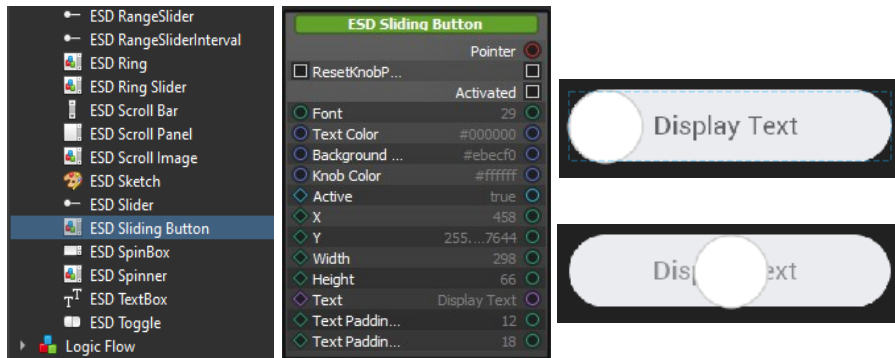 ESD RangeSlider
ESD RangeSliderInterval
ESD Ring
ESD Ring Slider
ESD Scroll Bar
ESD Scroll Panel
ESD Scroll Image
ESD Sketch
ESD Slider
ESD Sliding Button
ESD SpinBox
ESD Spinner
ESD TextBox
ESD Toggle
Logic Flow
ESD Sliding Button
Pointer
ResetKnobP...
Activated
Font 29
Text Color #000000
Background ... #ebecf0
Knob Color #ffffff
Active true
X 458
Y 255....7644
Width 298
Height 66
Text Display Text
Text Paddin... 12
Text Paddin... 18
Display Text
Disp ext